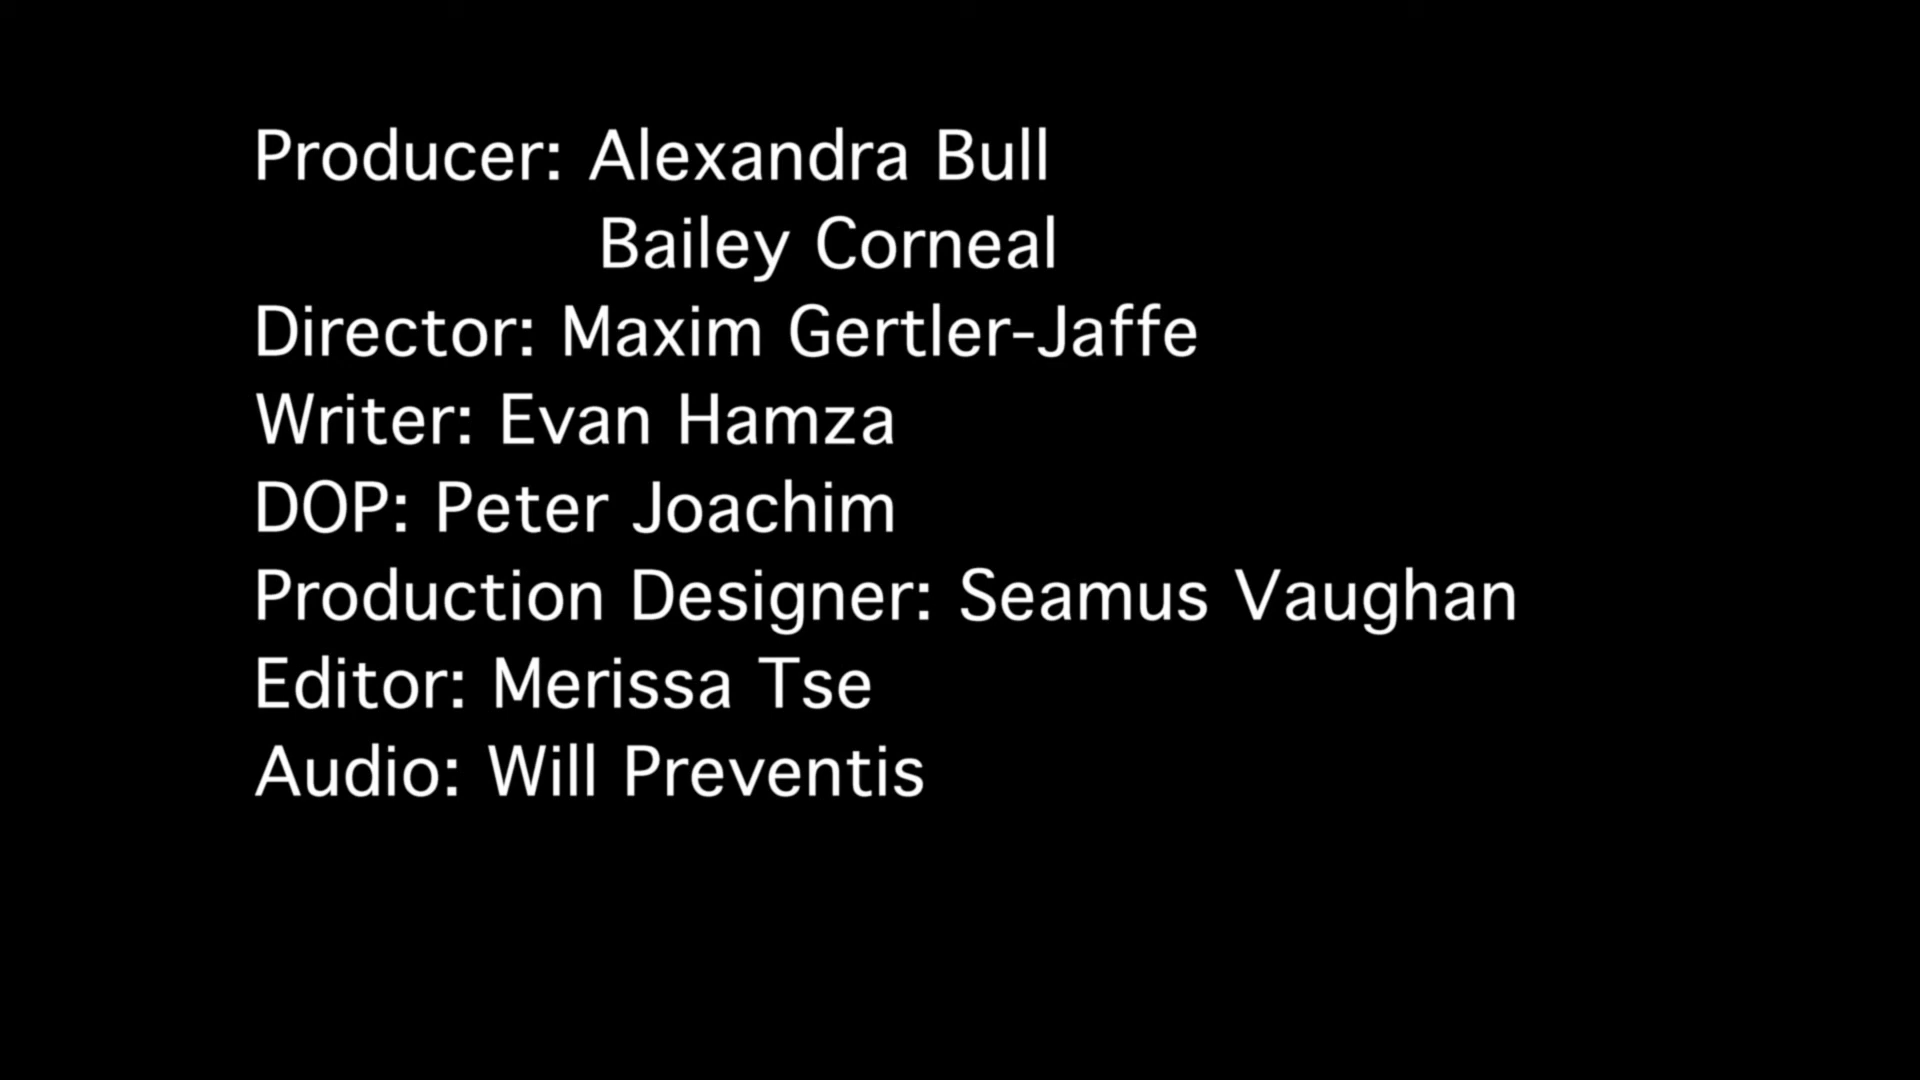 Producer: Alexandra Bull
Bailey Corneal
Director: Maxim Gertler-Jaffe
Writer: Evan Hamza
DOP: Peter Joachim
Production Designer: Seamus Vaughan
Editor: Merissa Tse
Audio: Will Preventis